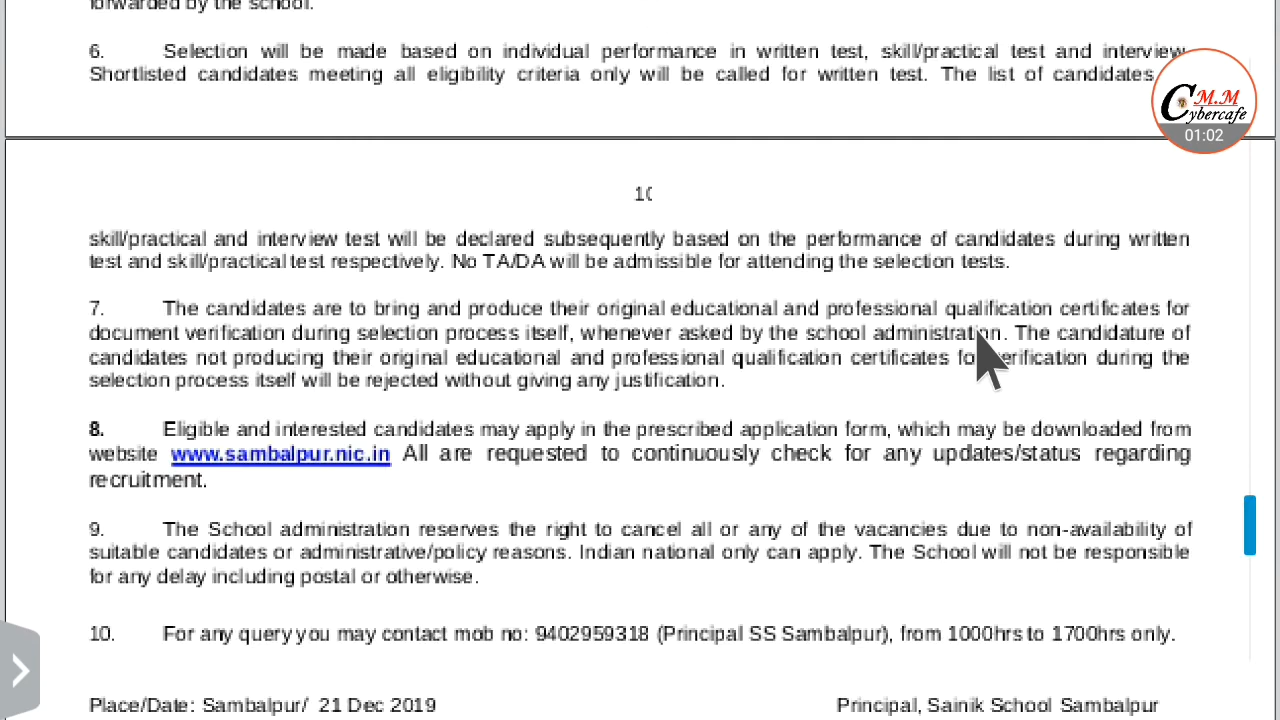 forwarded by the school.
6. Selection will be made based on individual performance in written test, skill/practical test and interview.
Shortlisted candidates meeting all eligibility criteria only will be called for written test. The list of candidates
C M.M
ybercafe
01:02
10
skill/practical and interview test will be declared subsequently based on the performance of candidates during written
test and skill/practical test respectively. No TA/DA will be admissible for attending the selection tests.
7. The candidates are to bring and produce their original educational and professional qualification certificates for
document verification during selection process itself, whenever asked by the school administration. The candidature of
candidates not producing their original educational and professional qualification certificates for verification during the
selection process itself will be rejected without giving any justification.
8. Eligible and interested candidates may apply in the prescribed application form, which may be downloaded from
website www.sambalpur.nic.in All are requested to continuously check for any updates/status regarding
recruitment.
9. The School administration reserves the right to cancel all or any of the vacancies due to non-availability of
suitable candidates or administrative/policy reasons. Indian national only can apply. The School will not be responsible
for any delay including postal or otherwise.
10. For any query you may contact mob no: 9402959318 (Principal SS Sambalpur), from 1000hrs to 1700hrs only.
Place/Date: Sambalpur/ 21 Dec 2019 Principal, Sainik School Sambalpur